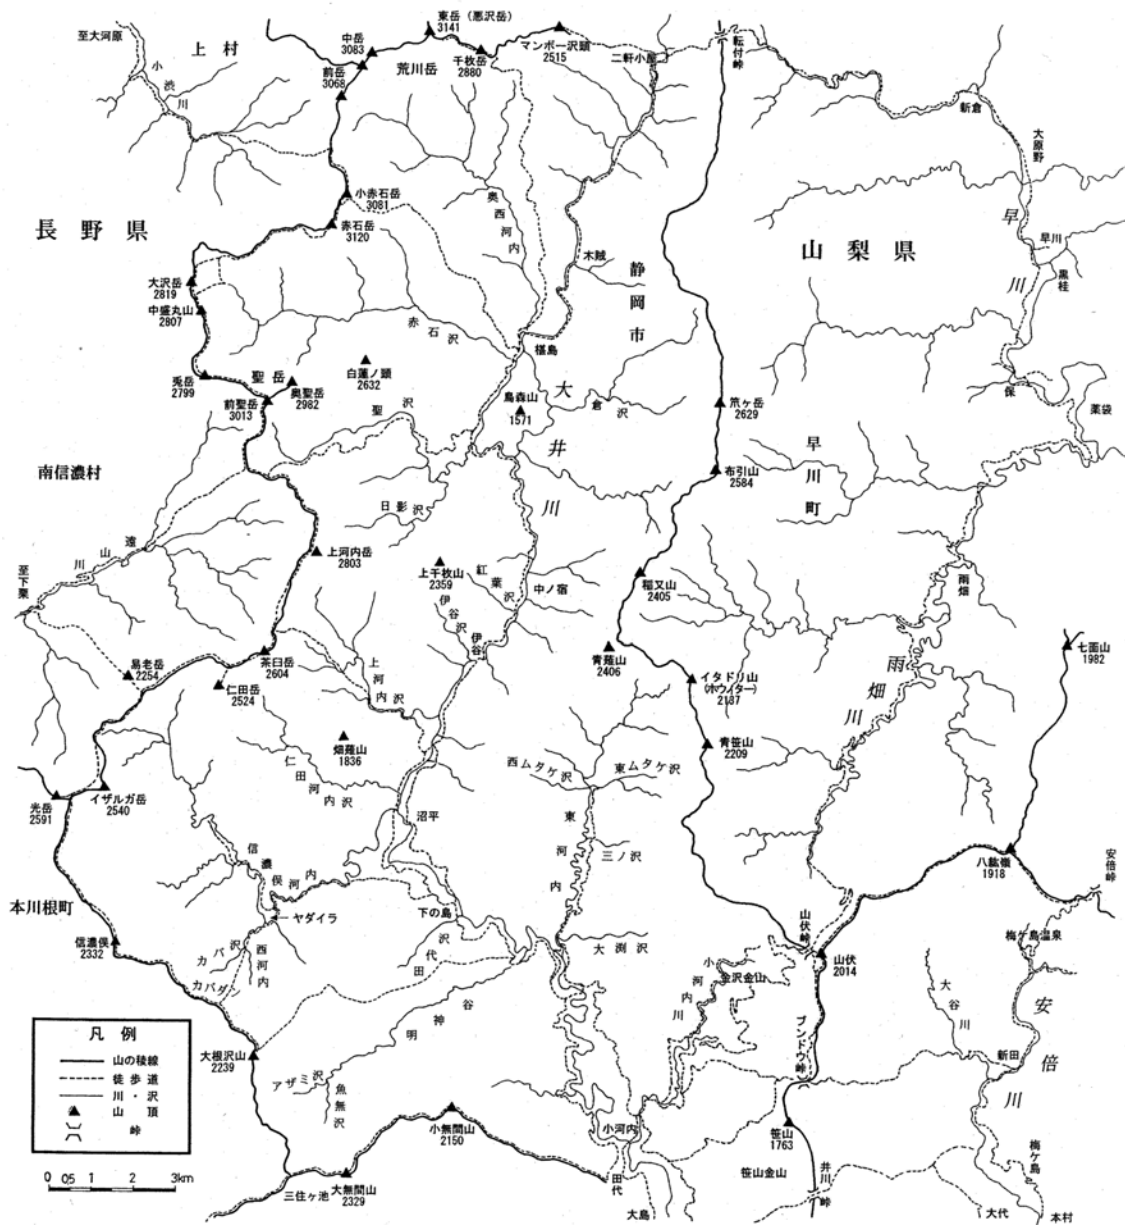 東岳(悪沢岳)
3141
中岳
3083
前岳
3068
荒川岳
千枚岳
2880
マンボー沢頭
2515
二軒小屋
転付峠
至大河原
小渋川
上村
新倉
大原野
早川
早川
黒桂
保
薬袋
長野県
山梨県
静岡市
小赤石岳
3081
赤石岳
3120
奥西河内
木賊
大沢岳
2819
中盛丸山
2807
赤石沢
椹島
兎岳
2799
聖岳
奥聖岳
2982
前聖岳
3013
白蓮ノ頭
2632
聖沢
鳥森山
1571
大井川
倉沢
笊ヶ岳
2629
布引山
2584
早川町
南信濃村
日影沢
遠山川
至下栗
上河内岳
2803
上千枚山
2359
紅葉沢
中ノ宿
伊谷沢
伊谷
稲又山
2405
雨畑
雨畑川
七面山
1982
青薙山
2406
イタドリ山
(ホウノター)
2137
青笹山
2209
易老岳
2254
茶臼岳
2604
仁田岳
2524
上河内沢
畑薙山
1836
仁田河内沢
西ムタケ沢
東ムタケ沢
東河内
三ノ沢
光岳
2591
イザルガ岳
2540
沼平
信濃俣河内
ヤダイラ
下の島
田代沢
本川根町
信濃俣
2332
カバ沢
西河内
カバダン
大渕沢
八紘嶺
1918
安倍峠
梅ケ島温泉
山伏峠
山伏
2014
小河内川
金沢金山
大谷川
安倍川
新田
ブンドウ峠
明神谷
アザミ沢
魚無沢
大根沢山
2239
小無間山
2150
大無間山
2329
三住ヶ池
小河内
田代
大島
笹山
1763
笹山金山
井川峠
梅ケ島
大代
本村
凡例
山の稜線
徒歩道
川・沢
山頂
峠
0 0.5 1 2 3km